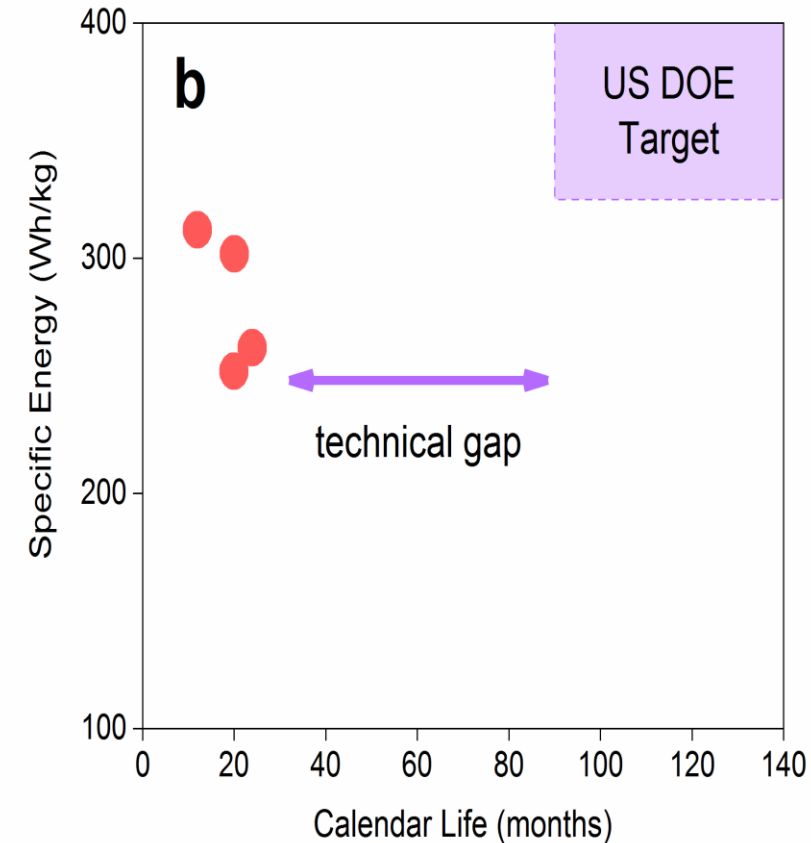 b
US DOE
Target
technical gap
Specific Energy (Wh/kg)
400
300
200
100
0 20 40 60 80 100 120 140
Calendar Life (months)